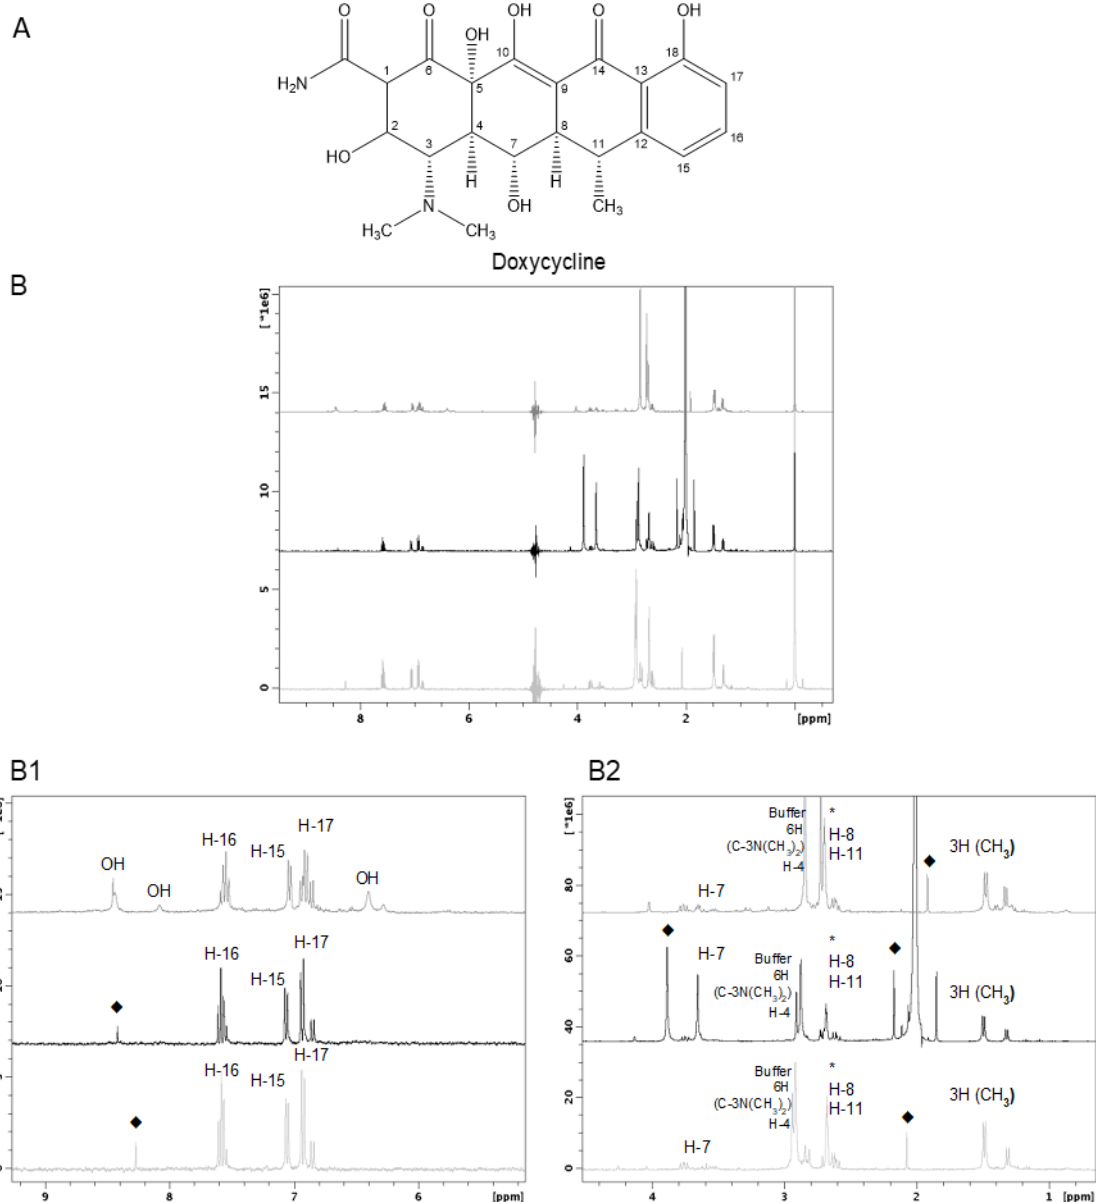 A
O
O
OH
O
OH
OH
H₂N
1
6
10
14
18
5
13
17
9
2
4
8
16
3
7
11
12
15
HO
H
H
N
OH
CH₃
H₃C
CH₃
Doxycycline
B
[ *1e6]
15
10
5
0
8
6
4
2
[ppm]
B1
OH
OH
H-16
H-15
H-17
OH
◆
H-16
H-15
H-17
◆
H-16
H-15
H-17
9
8
7
6
[ppm]
B2
[ *1e6]
80
60
40
20
0
Buffer
6H
(C-3N(CH₃)₂)
H-4
*
H-8
H-11
H-7
◆
3H (CH₃)
◆
H-7
Buffer
6H
(C-3N(CH₃)₂)
H-4
*
H-8
H-11
◆
3H (CH₃)
Buffer
6H
(C-3N(CH₃)₂)
H-4
*
H-8
H-11
H-7
◆
3H (CH₃)
4
3
2
1
[ppm]